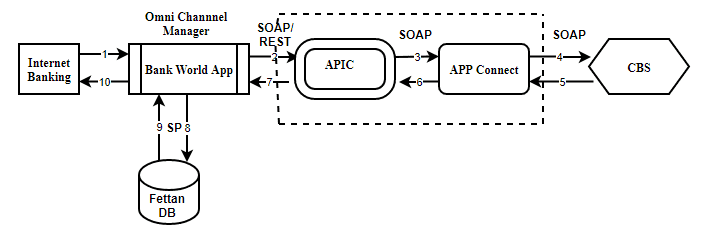 Omni Channnel
Manager
SOAP/
REST
SOAP
SOAP
Internet
Banking
1
10
Bank World App
2
7
APIC
3
6
APP Connect
4
5
CBS
9 SP 8
Fettan
DB